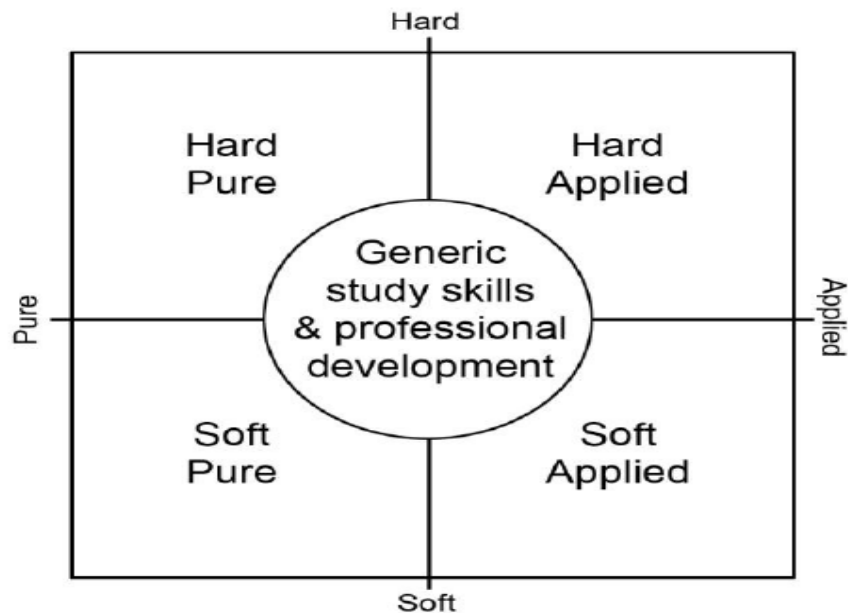 Hard
Hard
Pure
Hard
Applied
Generic
study skills
& professional
development
Pure
Applied
Soft
Pure
Soft
Applied
Soft